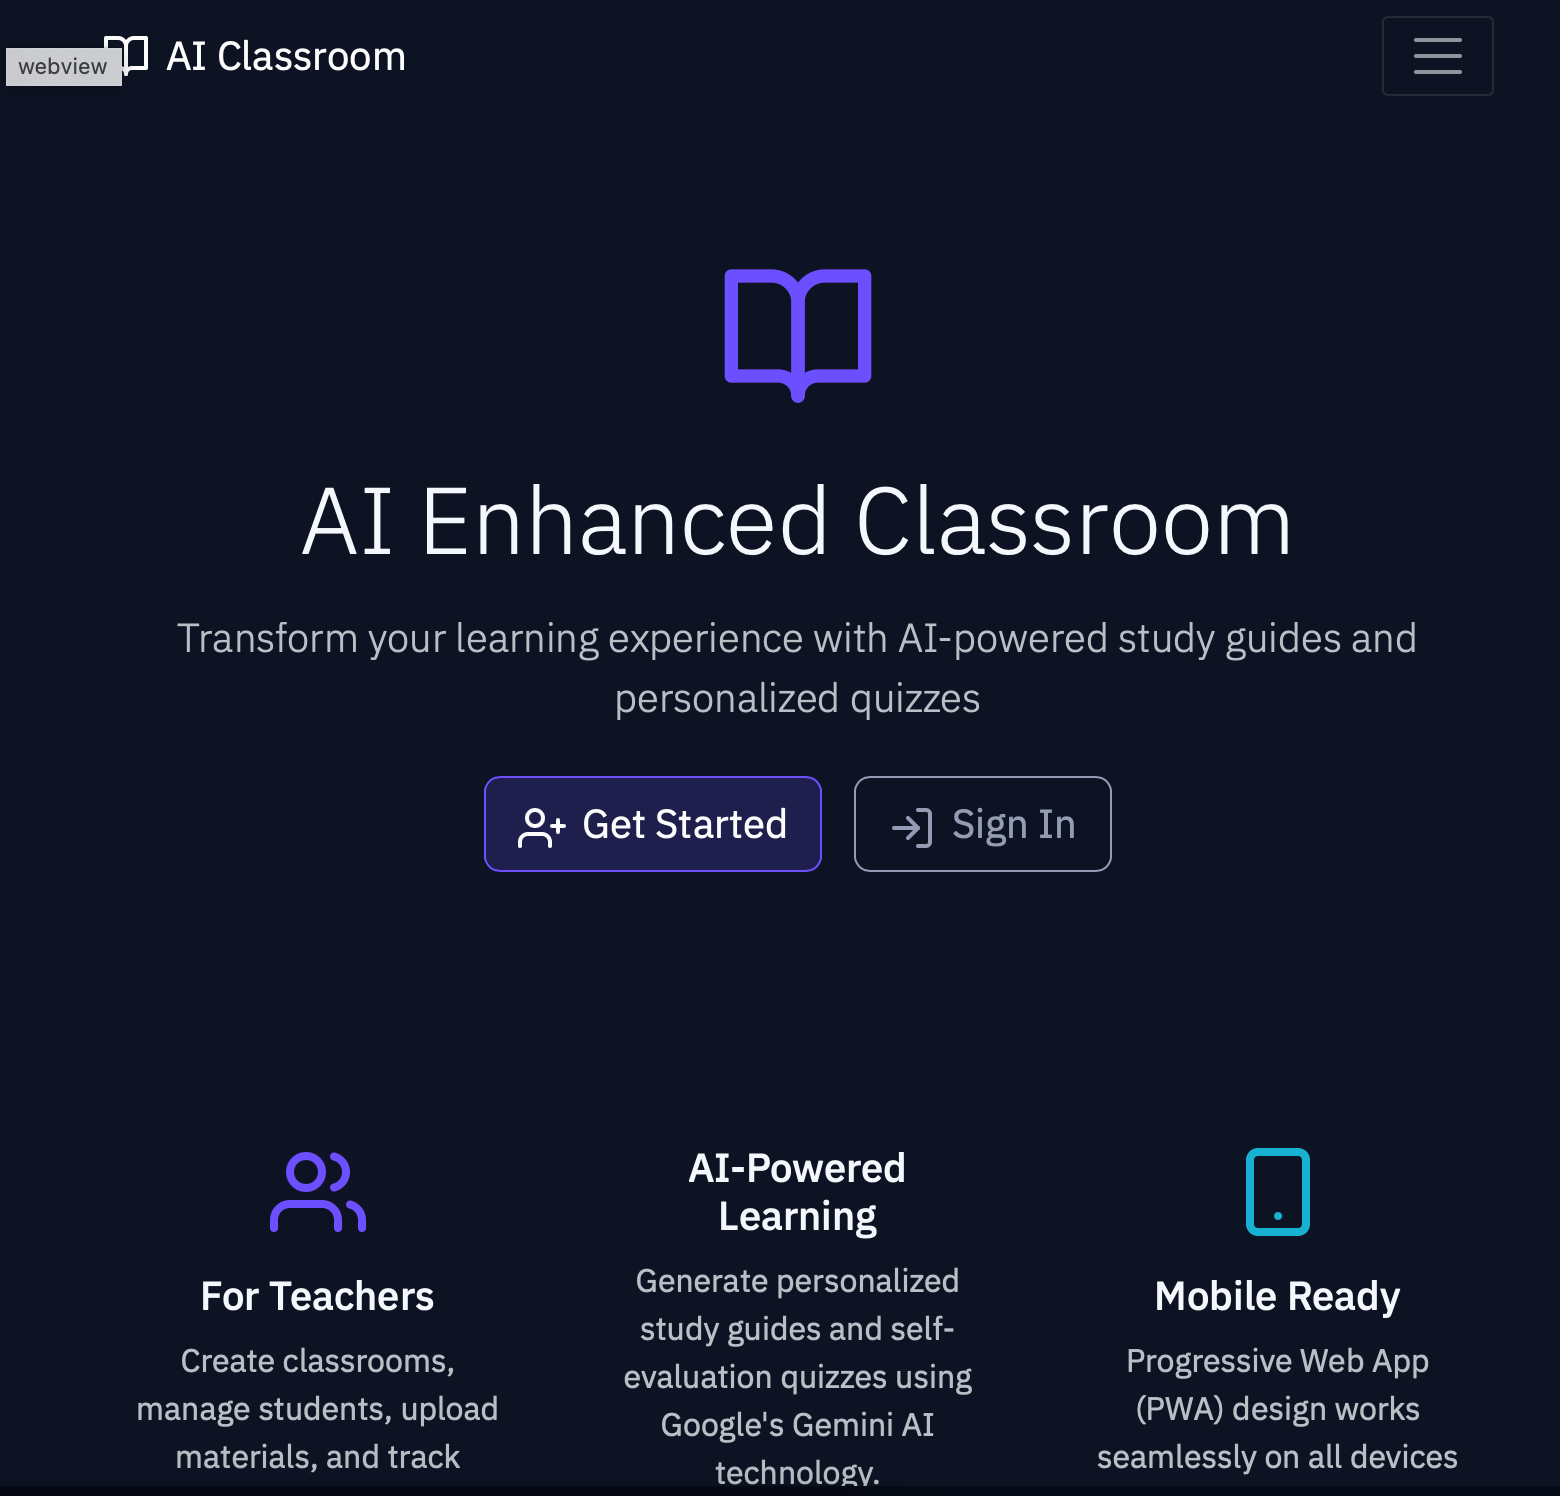 AI Classroom
webview
AI Enhanced Classroom
Transform your learning experience with AI-powered study guides and
personalized quizzes
Get Started
Sign In
For Teachers
Create classrooms,
manage students, upload
materials, and track
AI-Powered
Learning
Generate personalized
study guides and self-
evaluation quizzes using
Google's Gemini AI
technology.
Mobile Ready
Progressive Web App
(PWA) design works
seamlessly on all devices